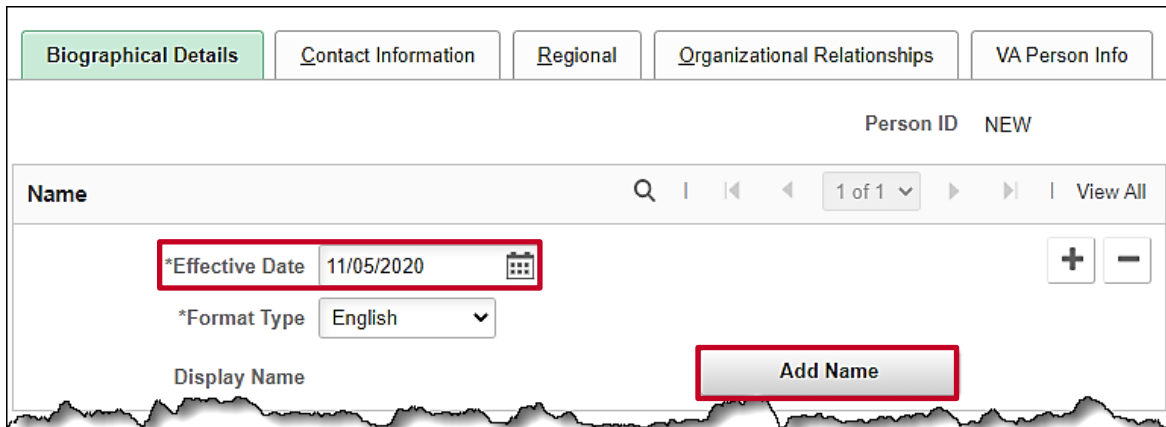 Biographical Details Contact Information Regional Organizational Relationships VA Person Info
Person ID NEW
Name 1 of 1 View All
*Effective Date 11/05/2020
*Format Type English
Display Name Add Name